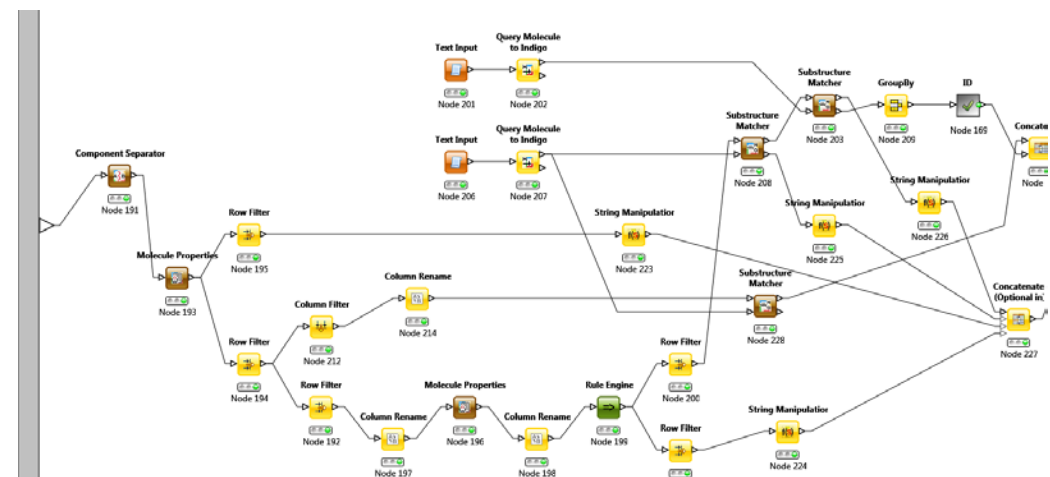 Query Molecule
to Indigo
Text Input
Node 201
Node 202
Substructure
Matcher
Node 203
GroupBy
Node 209
ID
Node 169
Concate
Node
Query Molecule
to Indigo
Text Input
Node 206
Node 207
Substructure
Matcher
Node 208
Component Separator
Node 191
String Manipulation
Node 226
String Manipulation
Node 225
Row Filter
Node 195
String Manipulation
Node 223
Molecule Properties
Node 193
Column Rename
Node 214
Substructure
Matcher
Node 228
Column Filter
Node 212
Concatenate
(Optional in
Node 227
Row Filter
Node 194
Row Filter
Node 192
Column Rename
Node 197
Molecule Properties
Node 196
Column Rename
Node 198
Rule Engine
Node 199
Row Filter
Node 200
Row Filter
String Manipulation
Node 224